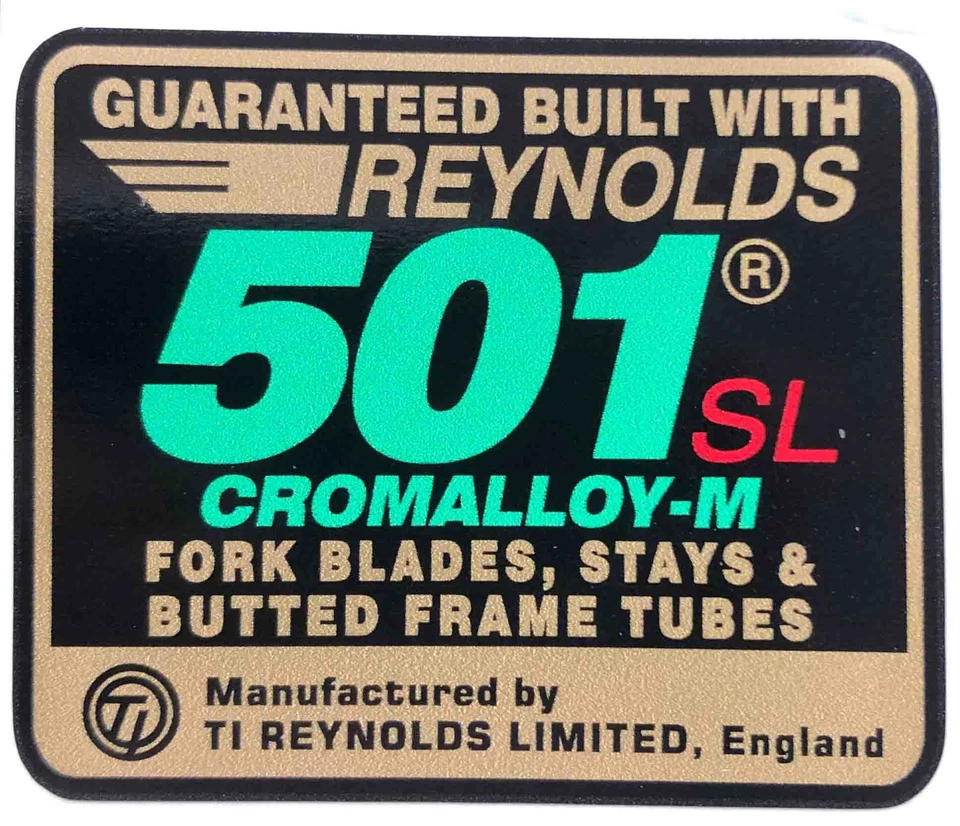 GUARANTEED BUILT WITH
REYNOLDS
501® SL
CROMALLOY-M
FORK BLADES, STAYS &
BUTTED FRAME TUBES
TI Manufactured by
TI REYNOLDS LIMITED, England